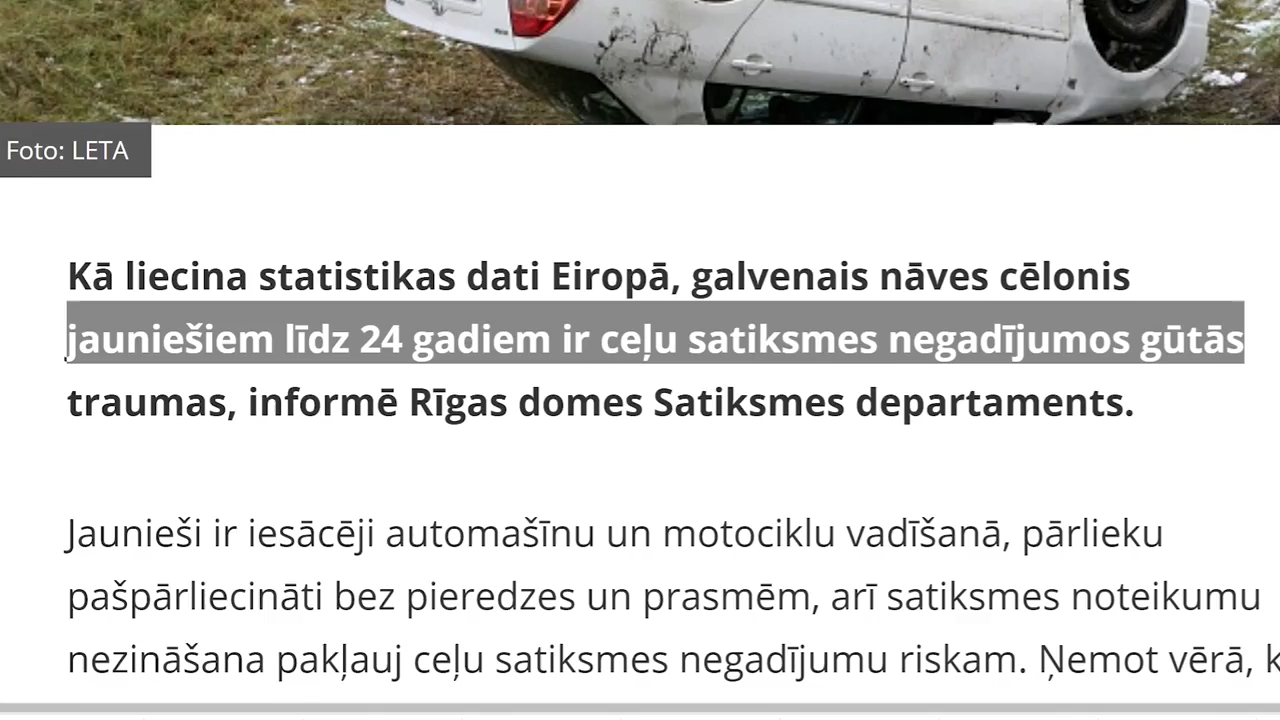 Foto: LETA
Kā liecina statistikas dati Eiropā, galvenais nāves cēlonis
jauniešiem līdz 24 gadiem ir ceļu satiksmes negadījumos gūtās
traumas, informē Rīgas domes Satiksmes departaments.
Jaunieši ir iesācēji automašīnu un motociklu vadīšanā, pārlieku
pašpārliecināti bez pieredzes un prasmēm, arī satiksmes noteikumu
nezināšana pakļauj ceļu satiksmes negadījumu riskam. Ņemot vērā, k